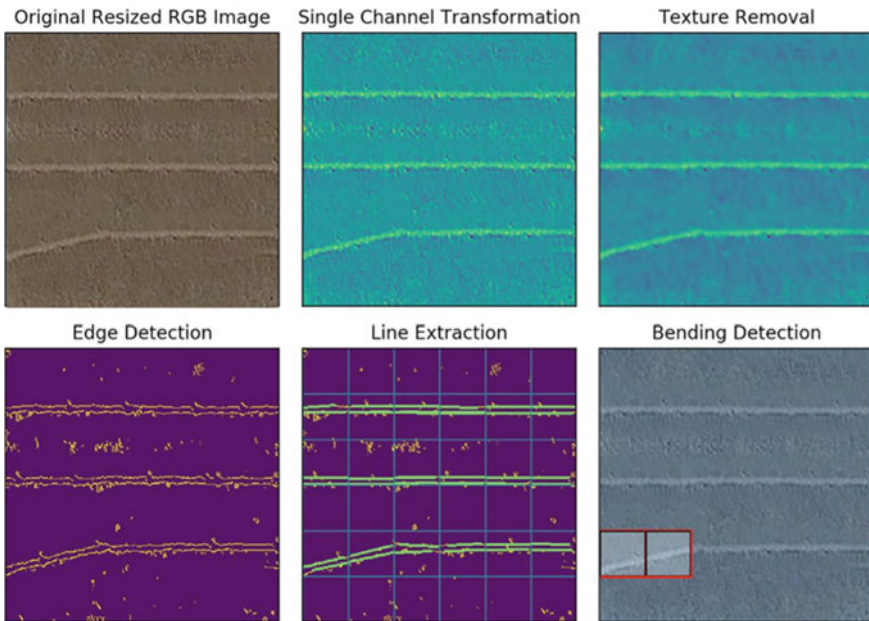 Original Resized RGB Image
Single Channel Transformation
Texture Removal
Edge Detection
Line Extraction
Bending Detection